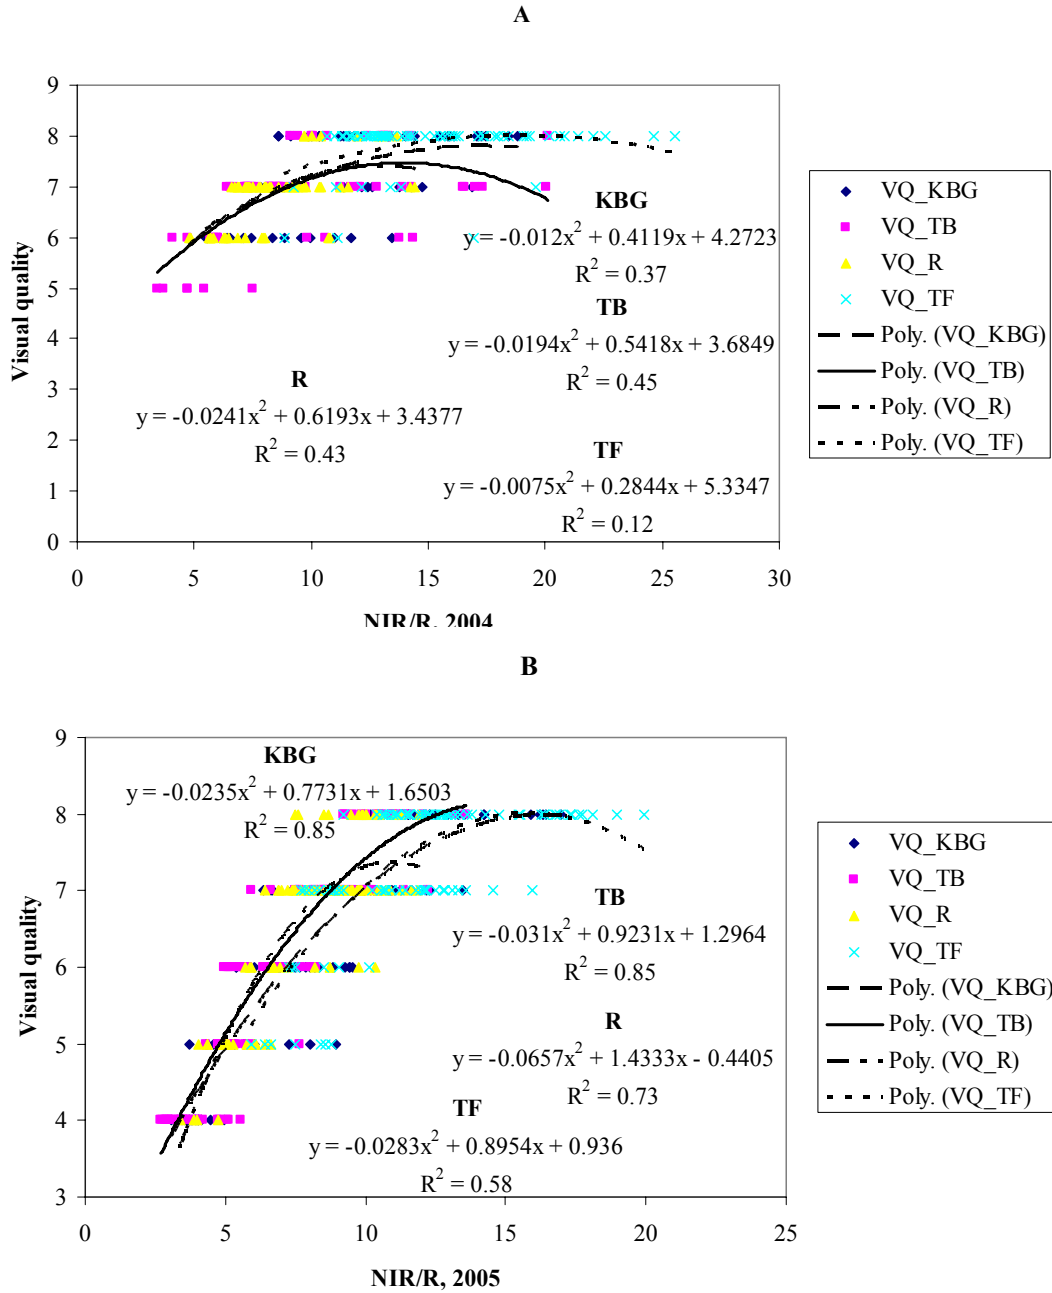 A
9
8
7
6
5
4
3
2
1
0
Visual quality
0 5 10 15 20 25 30
NIR/R, 2004
KBG
y = -0.012x² + 0.4119x + 4.2723
R² = 0.37
TB
y = -0.0194x² + 0.5418x + 3.6849
R² = 0.45
R
y = -0.0241x² + 0.6193x + 3.4377
R² = 0.43
TF
y = -0.0075x² + 0.2844x + 5.3347
R² = 0.12
VQ_KBG
VQ_TB
VQ_R
VQ_TF
Poly. (VQ_KBG)
Poly. (VQ_TB)
Poly. (VQ_R)
Poly. (VQ_TF)
B
9
8
7
6
5
4
3
Visual quality
0 5 10 15 20 25
NIR/R, 2005
KBG
y = -0.0235x² + 0.7731x + 1.6503
R² = 0.85
TB
y = -0.031x² + 0.9231x + 1.2964
R² = 0.85
R
y = -0.0657x² + 1.4333x - 0.4405
R² = 0.73
TF
y = -0.0283x² + 0.8954x + 0.936
R² = 0.58
VQ_KBG
VQ_TB
VQ_R
VQ_TF
Poly. (VQ_KBG)
Poly. (VQ_TB)
Poly. (VQ_R)
Poly. (VQ_TF)